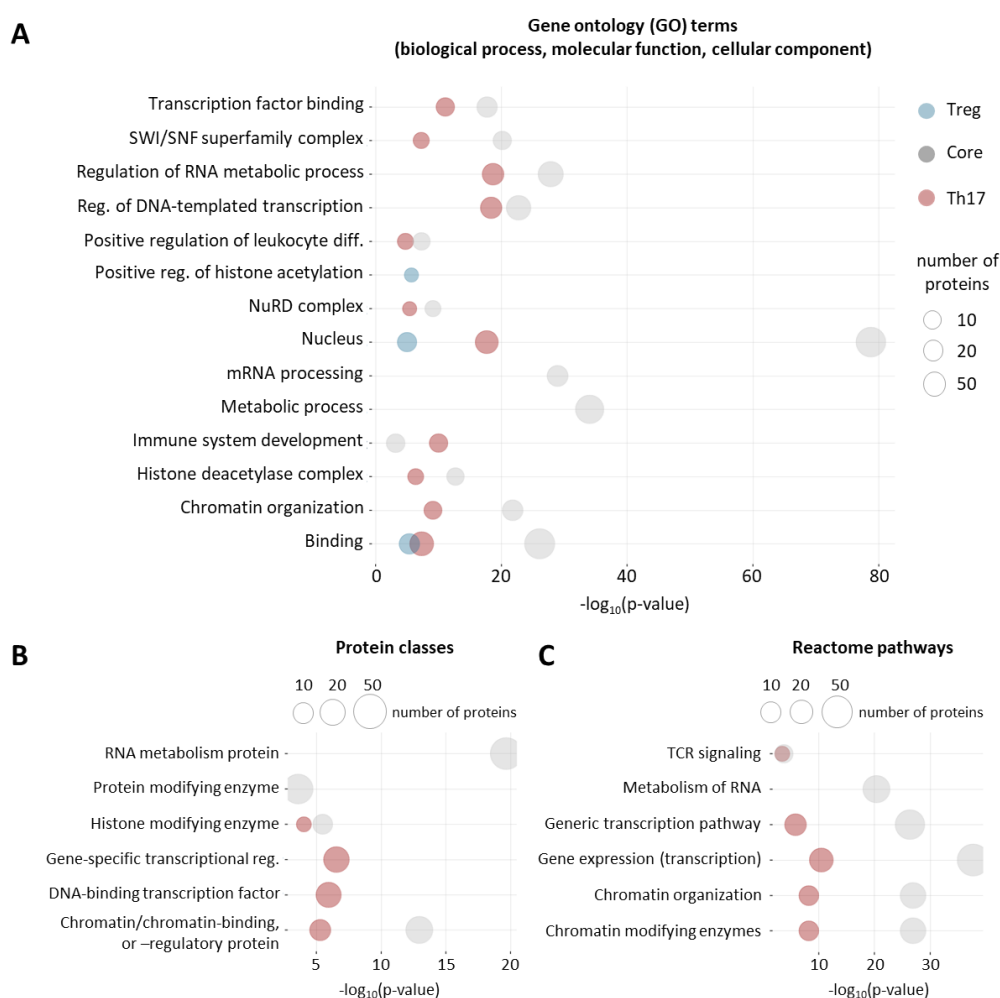 A
Gene ontology (GO) terms
(biological process, molecular function, cellular component)
Transcription factor binding
SWI/SNF superfamily complex
Regulation of RNA metabolic process
Reg. of DNA-templated transcription
Positive regulation of leukocyte diff.
Positive reg. of histone acetylation
NuRD complex
Nucleus
mRNA processing
Metabolic process
Immune system development
Histone deacetylase complex
Chromatin organization
Binding
0 20 40 60 80
-log10(p-value)
Treg
Core
Th17
number of
proteins
10
20
50
B
Protein classes
10 20 50
number of proteins
RNA metabolism protein
Protein modifying enzyme
Histone modifying enzyme
Gene-specific transcriptional reg.
DNA-binding transcription factor
Chromatin/chromatin-binding,
or –regulatory protein
5 10 15 20
-log10(p-value)
C
Reactome pathways
10 20 50
number of proteins
TCR signaling
Metabolism of RNA
Generic transcription pathway
Gene expression (transcription)
Chromatin organization
Chromatin modifying enzymes
10 20 30
-log10(p-value)